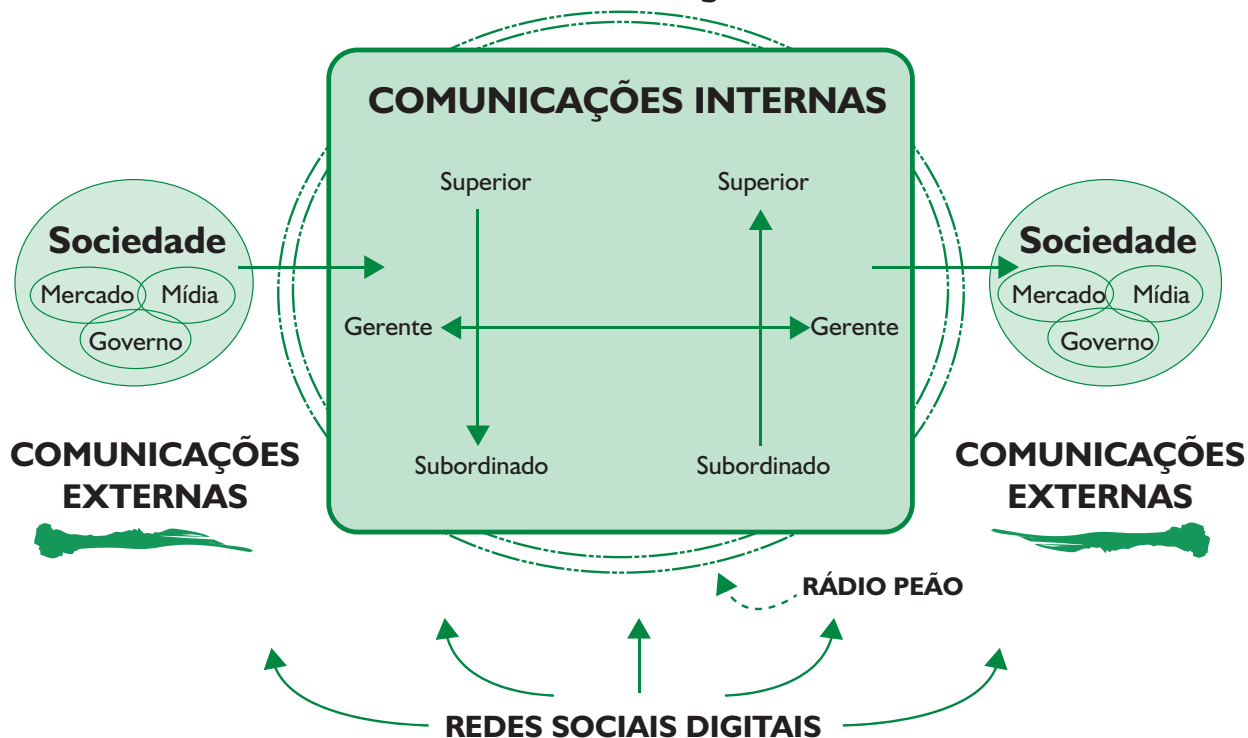 COMUNICAÇÕES INTERNAS
Superior
Superior
Sociedade
Mercado
Mídia
Governo
Gerente
Gerente
Sociedade
Mercado
Mídia
Governo
Subordinado
Subordinado
COMUNICAÇÕES
EXTERNAS
COMUNICAÇÕES
EXTERNAS
RÁDIO PEÃO
REDES SOCIAIS DIGITAIS